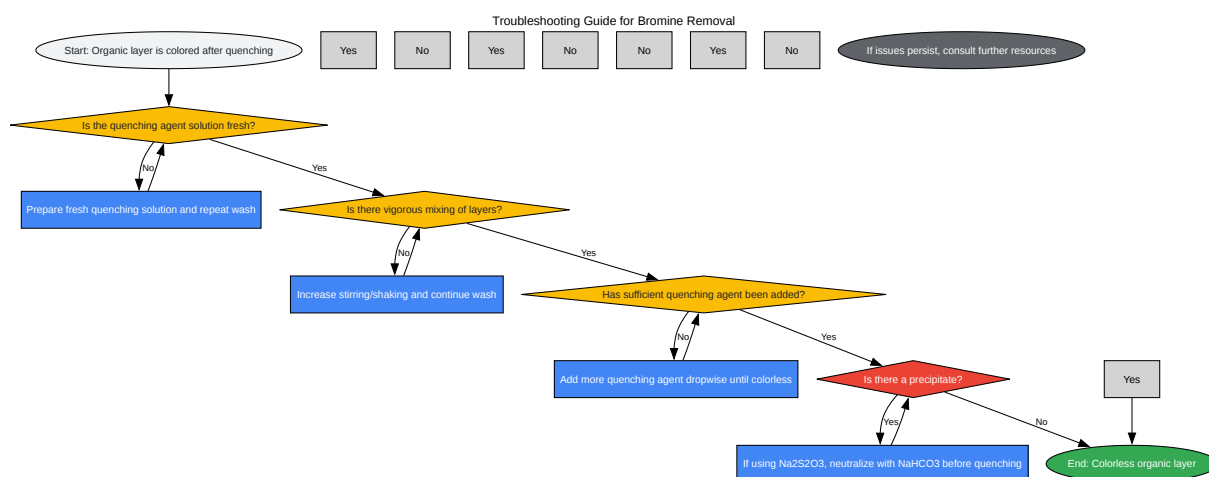 Troubleshooting Guide for Bromine Removal
Start: Organic layer is colored after quenching
Yes
No
Yes
No
No
Yes
No
If issues persist, consult further resources
Is the quenching agent solution fresh?
No
Yes
Prepare fresh quenching solution and repeat wash
Is there vigorous mixing of layers?
No
Yes
Increase stirring/shaking and continue wash
Has sufficient quenching agent been added?
No
Yes
Add more quenching agent dropwise until colorless
Is there a precipitate?
Yes
Yes
No
If using Na2S2O3, neutralize with NaHCO3 before quenching
End: Colorless organic layer